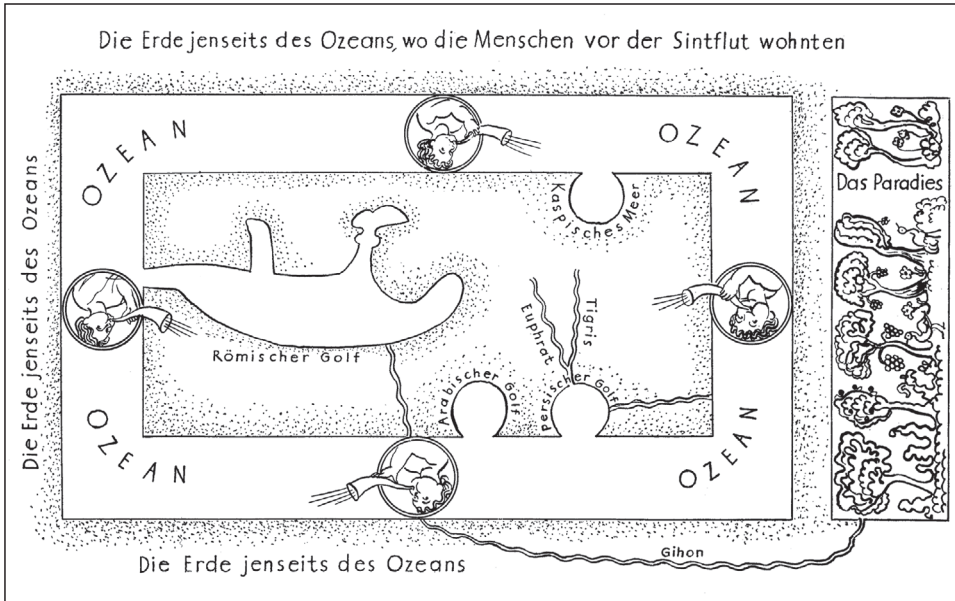 Die Erde jenseits des Ozeans, wo die Menschen vor der Sintflut wohnten
OZEAN
OZEAN
Das Paradies
Kaspisches Meer
Die Erde jenseits des Ozeans
Euphrat
Tigris
Römischer Golf
Arabischer Golf
Persischer Golf
OZEAN
OZEAN
Gihon
Die Erde jenseits des Ozeans